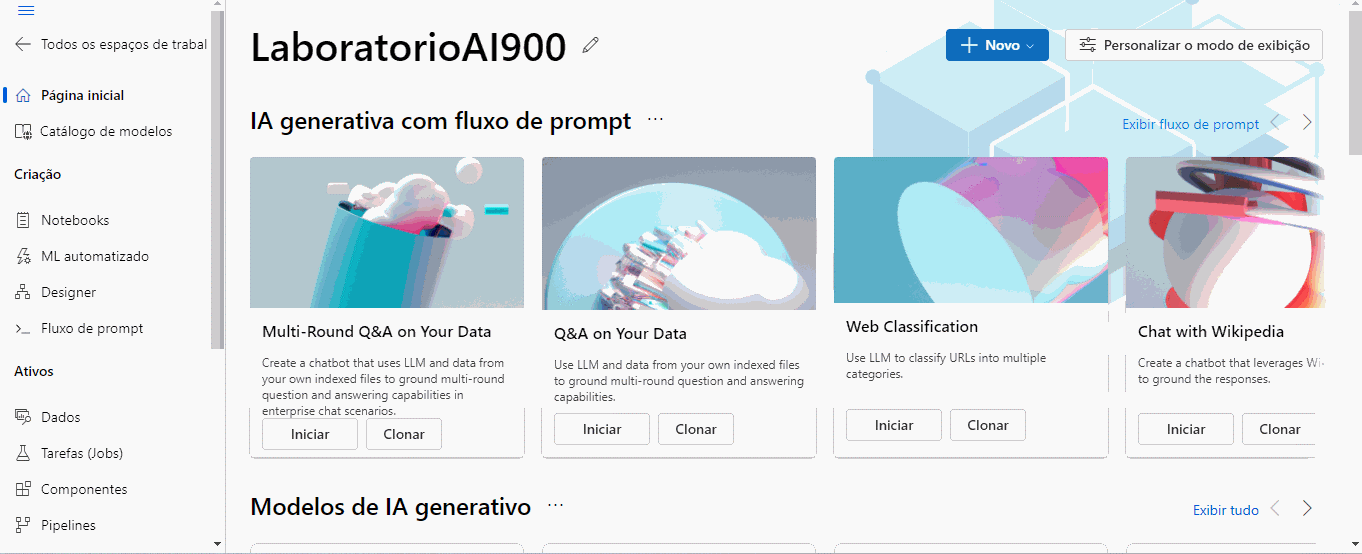 Todos os espaços de trabal
Página inicial
Catálogo de modelos
Criação
Notebooks
ML automatizado
Designer
Fluxo de prompt
Ativos
Dados
Tarefas (Jobs)
Componentes
Pipelines
LaboratorioAI900
Novo
Personalizar o modo de exibição
IA generativa com fluxo de prompt ...
Exibir fluxo de prompt
Multi-Round Q&A on Your Data
Create a chatbot that uses LLM and data from
your own indexed files to ground multi-round
question and answering capabilities in
enterprise chat scenarios.
Iniciar
Clonar
Q&A on Your Data
Use LLM and data from your own indexed files
to ground multi-round question and answering
capabilities.
Iniciar
Clonar
Web Classification
Use LLM to classify URLs into multiple
categories.
Iniciar
Clonar
Chat with Wikipedia
Create a chatbot that leverages Wi
to ground the responses.
Iniciar
Clonar
Modelos de IA generativo ...
Exibir tudo